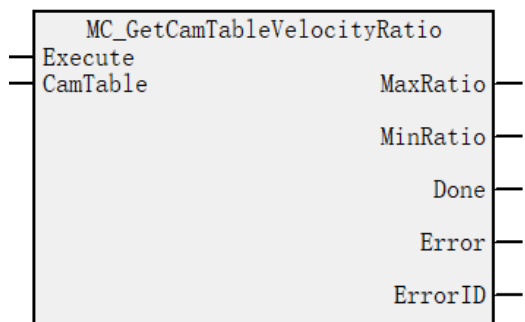 MC_GetCamTableVelocityRatio
Execute
CamTable
MaxRatio
MinRatio
Done
Error
ErrorID